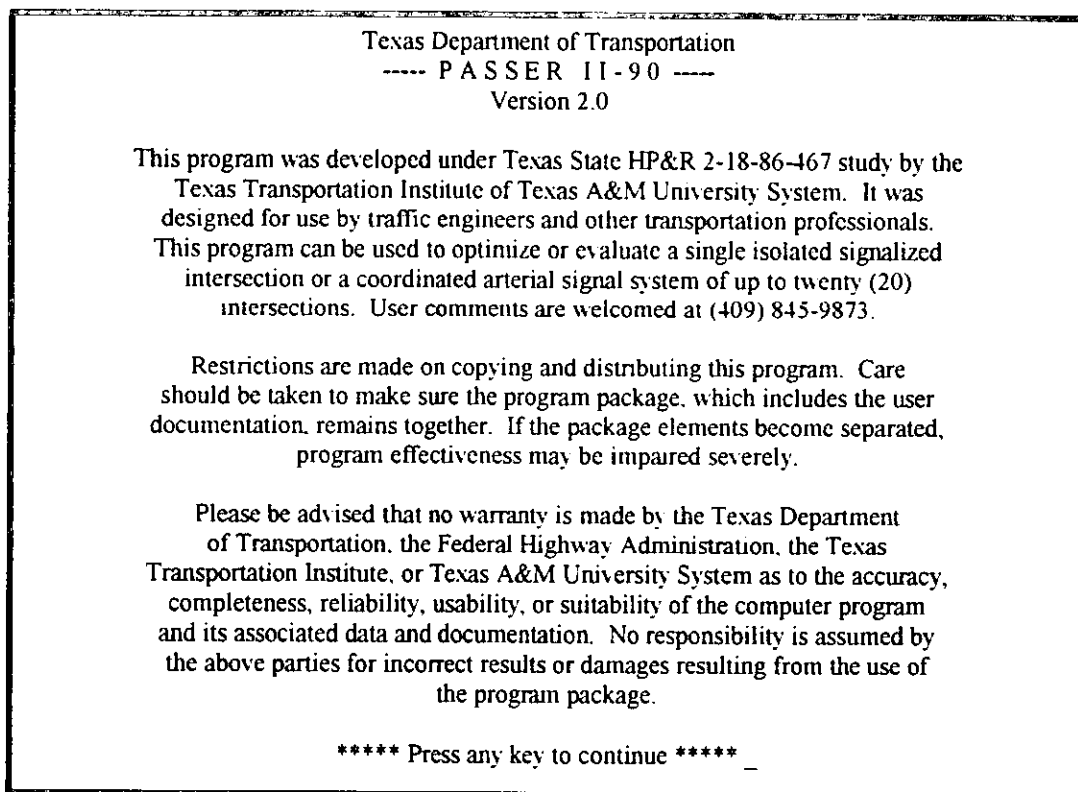 Texas Department of Transportation
----- P A S S E R  I I - 9 0 -----
Version 2.0
This program was developed under Texas State HP&R 2-18-86-467 study by the
Texas Transportation Institute of Texas A&M University System. It was
designed for use by traffic engineers and other transportation professionals.
This program can be used to optimize or evaluate a single isolated signalized
intersection or a coordinated arterial signal system of up to twenty (20)
intersections. User comments are welcomed at (409) 845-9873.
Restrictions are made on copying and distributing this program. Care
should be taken to make sure the program package, which includes the user
documentation, remains together. If the package elements become separated,
program effectiveness may be impaired severely.
Please be advised that no warranty is made by the Texas Department
of Transportation, the Federal Highway Administration, the Texas
Transportation Institute, or Texas A&M University System as to the accuracy,
completeness, reliability, usability, or suitability of the computer program
and its associated data and documentation. No responsibility is assumed by
the above parties for incorrect results or damages resulting from the use of
the program package.
***** Press any key to continue ***** _